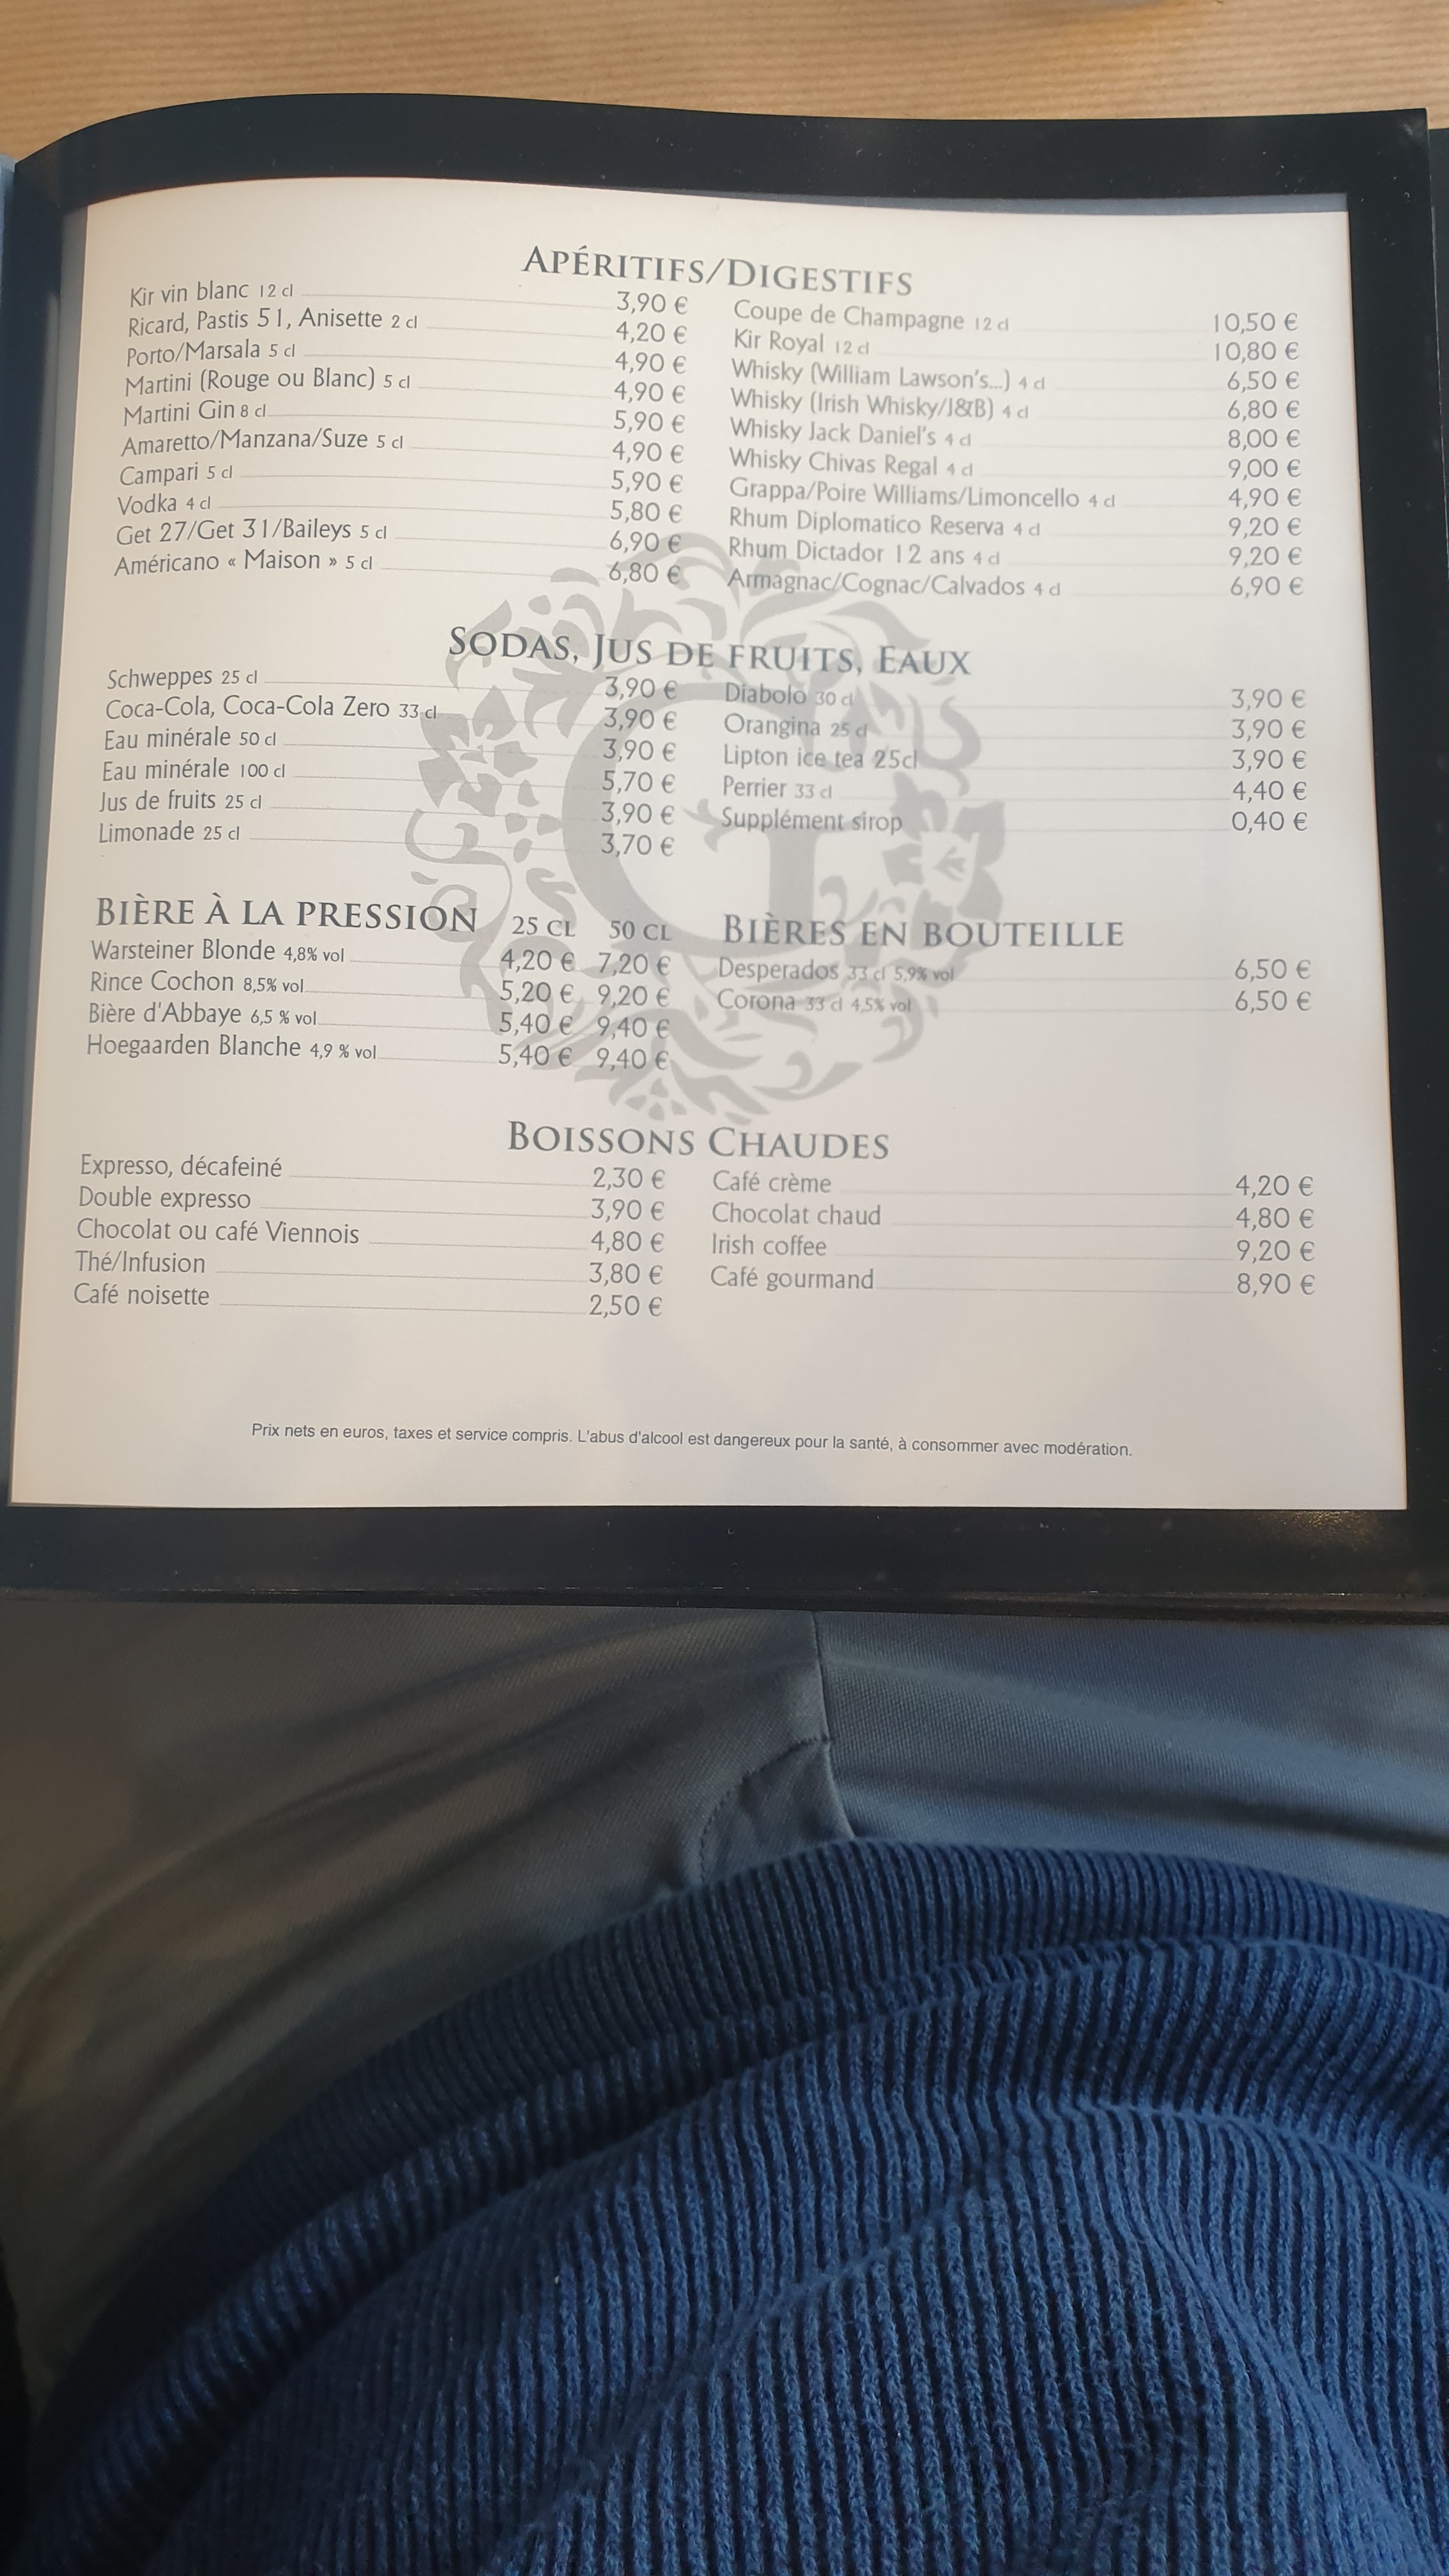 APÉRITIFS/DIGESTIFS
Kir vin blanc 12 cl 3,90 €
Ricard, Pastis 51, Anisette 2 cl 4,20 €
Porto/Marsala 5 cl 4,90 €
Martini (Rouge ou Blanc) 5 cl 4,90 €
Martini Gin 8 cl 5,90 €
Amaretto/Manzana/Suze 5 cl 4,90 €
Campari 5 cl 5,90 €
Vodka 4 cl 5,80 €
Get 27/Get 31/Baileys 5 cl 6,90 €
Américano « Maison » 5 cl 6,80 €
Coupe de Champagne 12 cl 10,50 €
Kir Royal 12 cl 10,80 €
Whisky (William Lawson's...) 4 cl 6,50 €
Whisky (Irish Whisky/J&B) 4 cl 6,80 €
Whisky Jack Daniel's 4 cl 8,00 €
Whisky Chivas Regal 4 cl 9,00 €
Grappa/Poire Williams/Limoncello 4 cl 4,90 €
Rhum Diplomatico Reserva 4 cl 9,20 €
Rhum Dictador 12 ans 4 cl 9,20 €
Armagnac/Cognac/Calvados 4 cl 6,90 €
SODAS, JUS DE FRUITS, EAUX
Schweppes 25 cl 3,90 €
Coca-Cola, Coca-Cola Zero 33 cl 3,90 €
Eau minérale 50 cl 3,90 €
Eau minérale 100 cl 5,70 €
Jus de fruits 25 cl 3,90 €
Limonade 25 cl 3,70 €
Diabolo 30 cl 3,90 €
Orangina 25 cl 3,90 €
Lipton ice tea 25cl 3,90 €
Perrier 33 cl 4,40 €
Supplément sirop 0,40 €
BIÈRE À LA PRESSION 25 CL 50 CL
Warsteiner Blonde 4,8% vol 4,20 € 7,20 €
Rince Cochon 8,5% vol 5,20 € 9,20 €
Bière d'Abbaye 6,5 % vol 5,40 € 9,40 €
Hoegaarden Blanche 4,9 % vol 5,40 € 9,40 €
BIÈRES EN BOUTEILLE
Desperados 33 cl 5,9% vol 6,50 €
Corona 33 cl 4,5% vol 6,50 €
BOISSONS CHAUDES
Expresso, décafeiné 2,30 €
Double expresso 3,90 €
Chocolat ou café Viennois 4,80 €
Thé/Infusion 3,80 €
Café noisette 2,50 €
Café crème 4,20 €
Chocolat chaud 4,80 €
Irish coffee 9,20 €
Café gourmand 8,90 €
Prix nets en euros, taxes et service compris. L'abus d'alcool est dangereux pour la santé, à consommer avec modération.